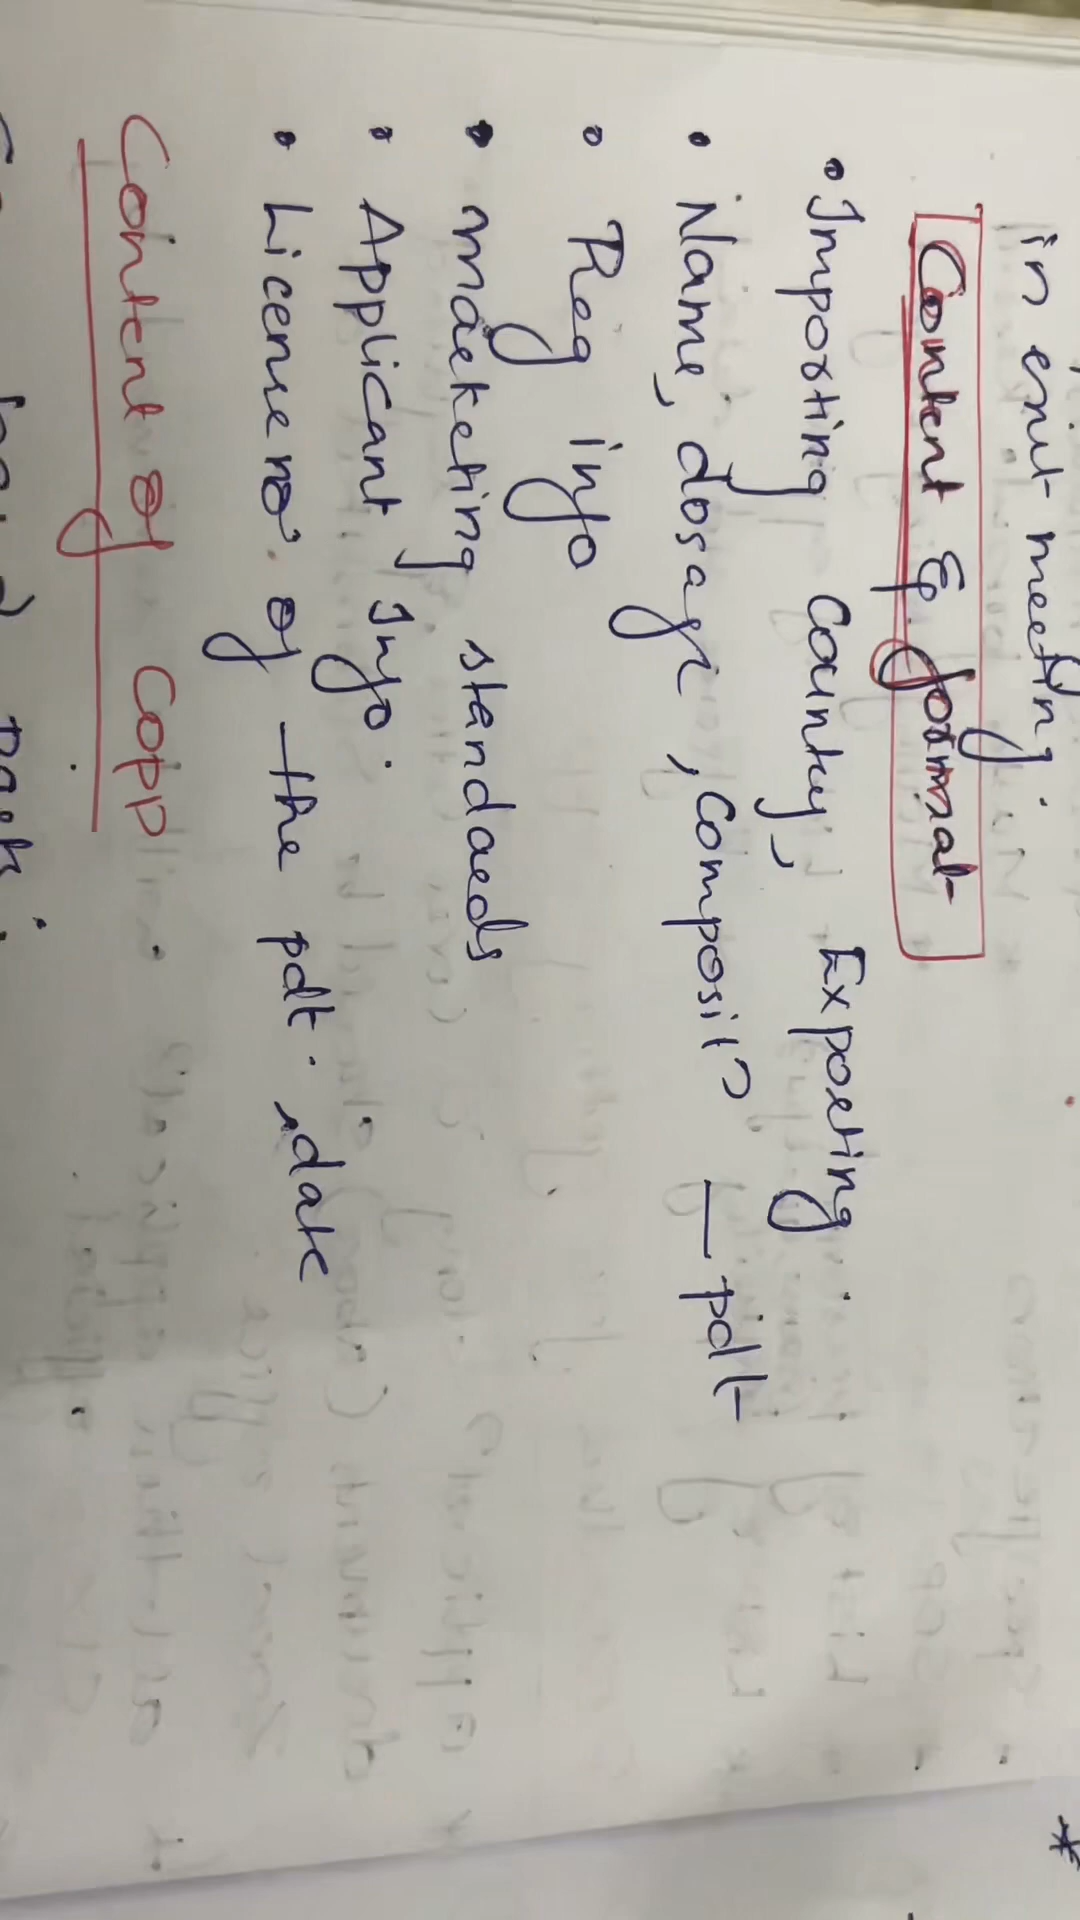 in exit meeting.
Content & format
• Importing country, Exporting
• Name, dosage, composi? — pdt
• Reg info
• marketing standards
• Applicant Info.
• License no. of the pdt. date
Content of COPP